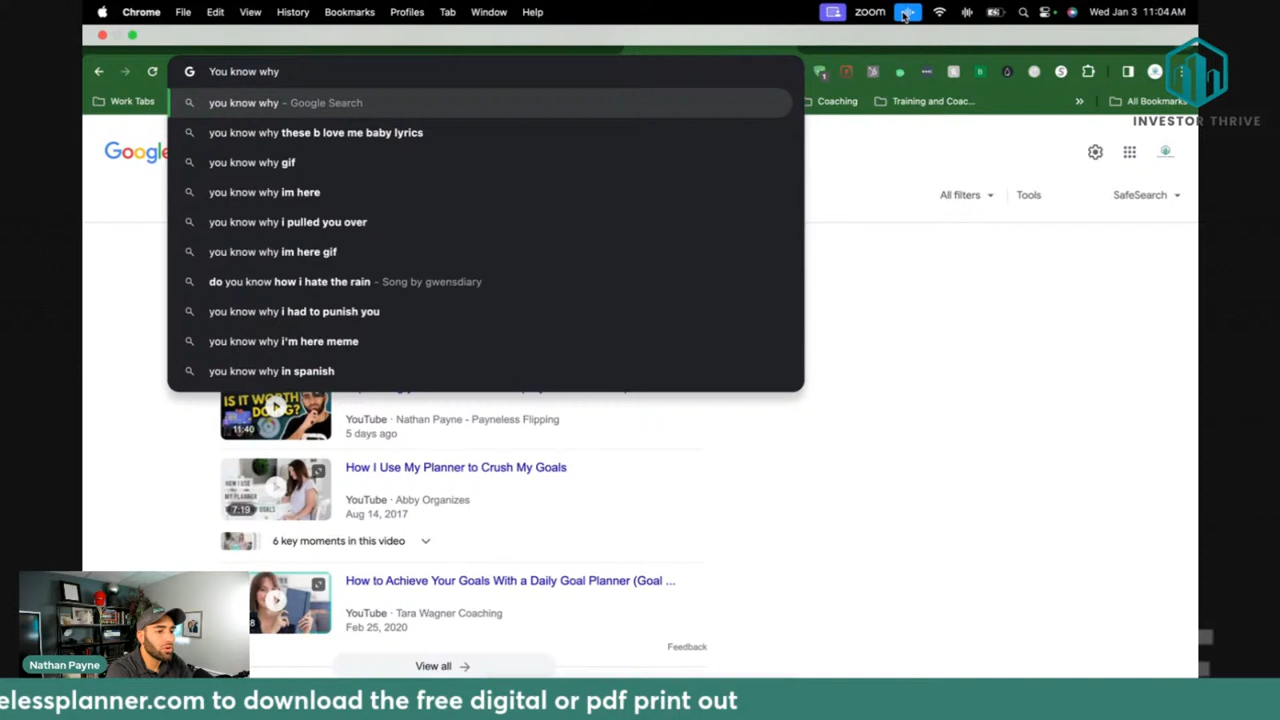 Chrome File Edit View History Bookmarks Profiles Tab Window Help zoom Wed Jan 3 11:04 AM
G You know why
Work Tabs
Coaching Training and Coac... All Bookmarks
INVESTOR THRIVE
you know why – Google Search
you know why these b love me baby lyrics
you know why gif
you know why im here
you know why i pulled you over
you know why im here gif
do you know how i hate the rain – Song by gwensdiary
you know why i had to punish you
you know why i'm here meme
you know why in spanish
Google
All filters Tools SafeSearch
IS IT WORTH
DOING?
11:40
YouTube · Nathan Payne - Payneless Flipping
5 days ago
How I Use My Planner to Crush My Goals
HOW I
USE MY
PLANNER
7:19
YouTube · Abby Organizes
Aug 14, 2017
6 key moments in this video
How to Achieve Your Goals With a Daily Goal Planner (Goal ...
YouTube · Tara Wagner Coaching
Feb 25, 2020
Feedback
View all
Nathan Payne
elessplanner.com to download the free digital or pdf print out